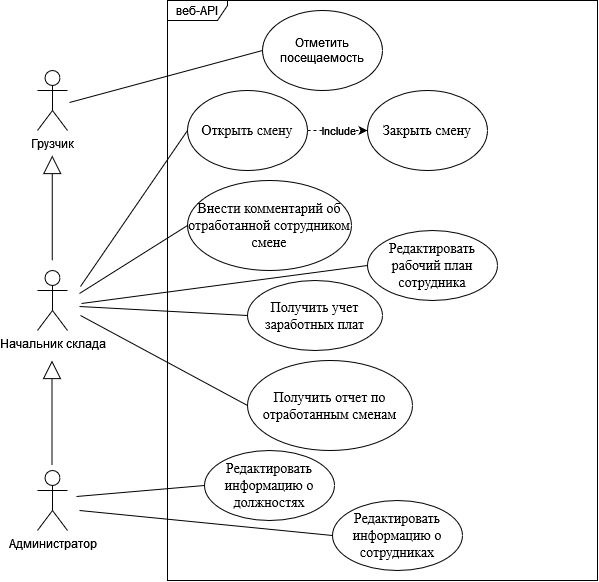 веб-API
Отметить
посещаемость
Грузчик
Открыть смену
Include
Закрыть смену
Внести комментарий об
отработанной сотрудником
смене
Редактировать
рабочий план
сотрудника
Начальник склада
Получить учет
заработных плат
Получить отчет по
отработанным сменам
Редактировать
информацию о
должностях
Администратор
Редактировать
информацию о
сотрудниках